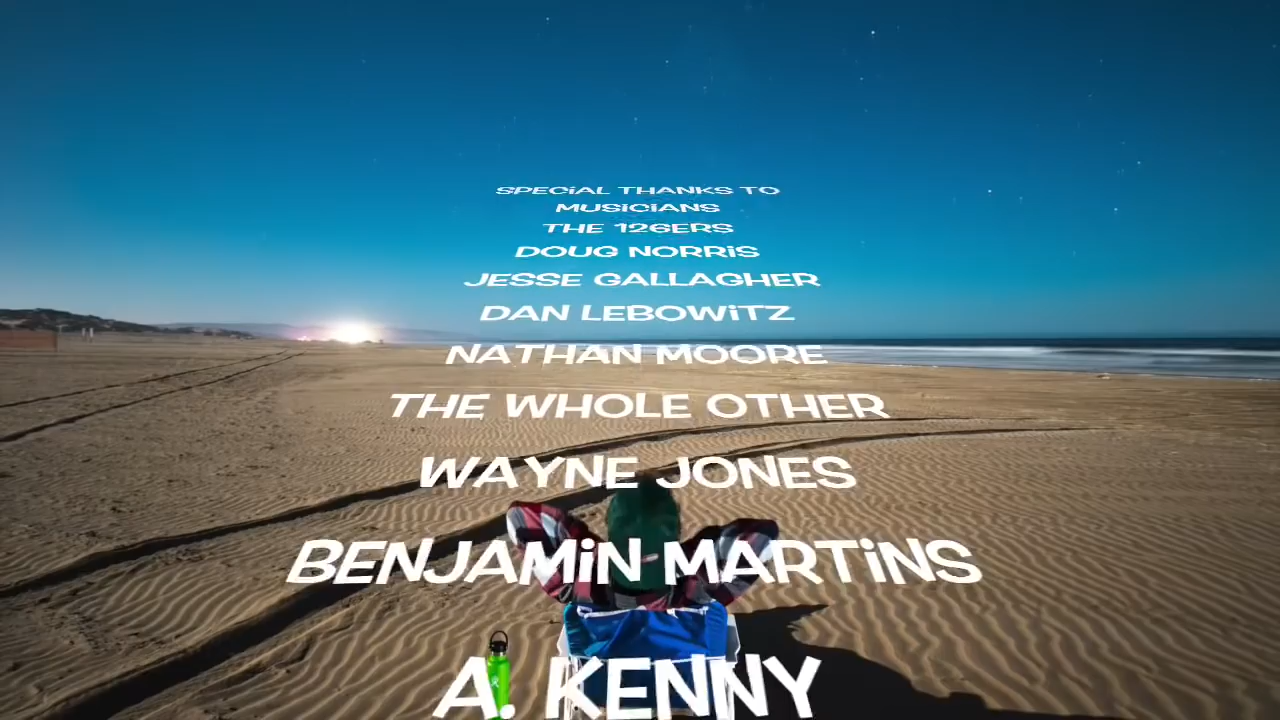 SPECiAL THANKS TO
MUSiCiANS
THE 126ERS
DOUG NORRiS
JESSE GALLAGHER
DAN LEBOWiTZ
NATHAN MOORE
THE WHOLE OTHER
WAYNE JONES
BENJAMiN MARTiNS
A. KENNY